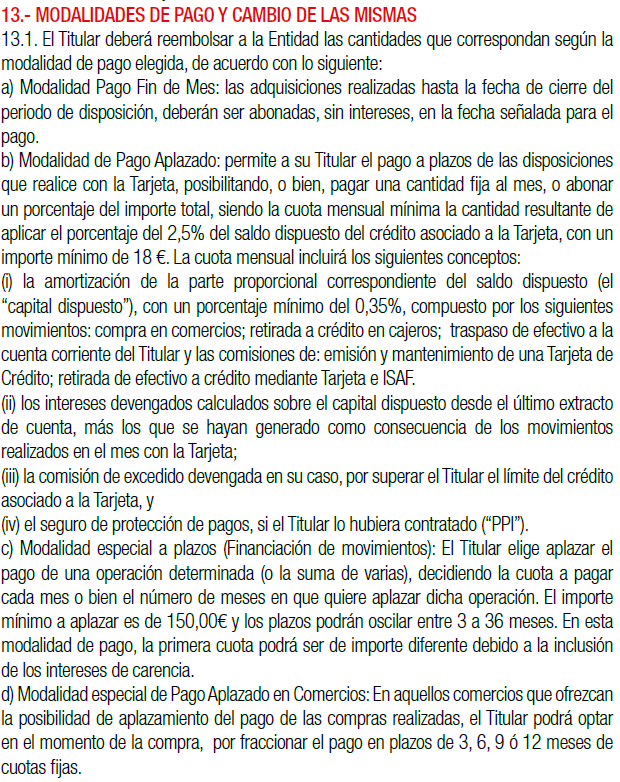 13.- MODALIDADES DE PAGO Y CAMBIO DE LAS MISMAS
13.1. El Titular deberá reembolsar a la Entidad las cantidades que correspondan según la
modalidad de pago elegida, de acuerdo con lo siguiente:
a) Modalidad Pago Fin de Mes: las adquisiciones realizadas hasta la fecha de cierre del
periodo de disposición, deberán ser abonadas, sin intereses, en la fecha señalada para el
pago.
b) Modalidad de Pago Aplazado: permite a su Titular el pago a plazos de las disposiciones
que realice con la Tarjeta, posibilitando, o bien, pagar una cantidad fija al mes, o abonar
un porcentaje del importe total, siendo la cuota mensual mínima la cantidad resultante de
aplicar el porcentaje del 2,5% del saldo dispuesto del crédito asociado a la Tarjeta, con un
importe mínimo de 18 €. La cuota mensual incluirá los siguientes conceptos:
(i) la amortización de la parte proporcional correspondiente del saldo dispuesto (el
“capital dispuesto”), con un porcentaje mínimo del 0,35%, compuesto por los siguientes
movimientos: compra en comercios; retirada a crédito en cajeros; traspaso de efectivo a la
cuenta corriente del Titular y las comisiones de: emisión y mantenimiento de una Tarjeta de
Crédito; retirada de efectivo a crédito mediante Tarjeta e ISAF.
(ii) los intereses devengados calculados sobre el capital dispuesto desde el último extracto
de cuenta, más los que se hayan generado como consecuencia de los movimientos
realizados en el mes con la Tarjeta;
(iii) la comisión de excedido devengada en su caso, por superar el Titular el límite del crédito
asociado a la Tarjeta, y
(iv) el seguro de protección de pagos, si el Titular lo hubiera contratado (“PPI”).
c) Modalidad especial a plazos (Financiación de movimientos): El Titular elige aplazar el
pago de una operación determinada (o la suma de varias), decidiendo la cuota a pagar
cada mes o bien el número de meses en que quiere aplazar dicha operación. El importe
mínimo a aplazar es de 150,00€ y los plazos podrán oscilar entre 3 a 36 meses. En esta
modalidad de pago, la primera cuota podrá ser de importe diferente debido a la inclusión
de los intereses de carencia.
d) Modalidad especial de Pago Aplazado en Comercios: En aquellos comercios que ofrezcan
la posibilidad de aplazamiento del pago de las compras realizadas, el Titular podrá optar
en el momento de la compra, por fraccionar el pago en plazos de 3, 6, 9 ó 12 meses de
cuotas fijas.